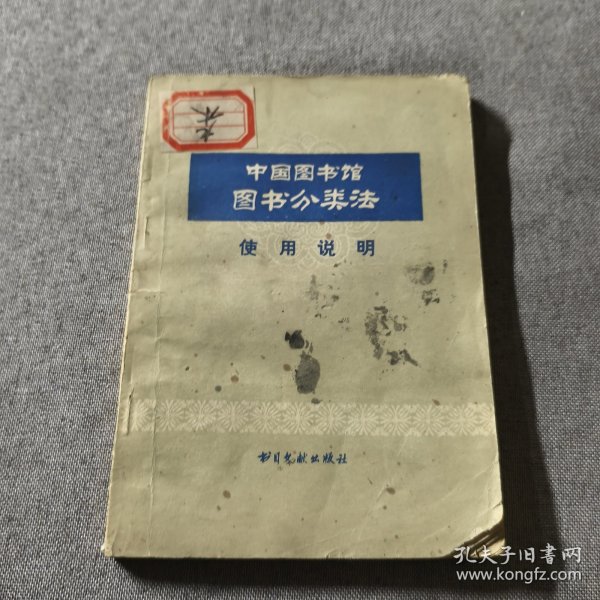 中国图书馆
图书分类法
使用说明
书目文献出版社
孔夫子旧书网
www.kongfz.com